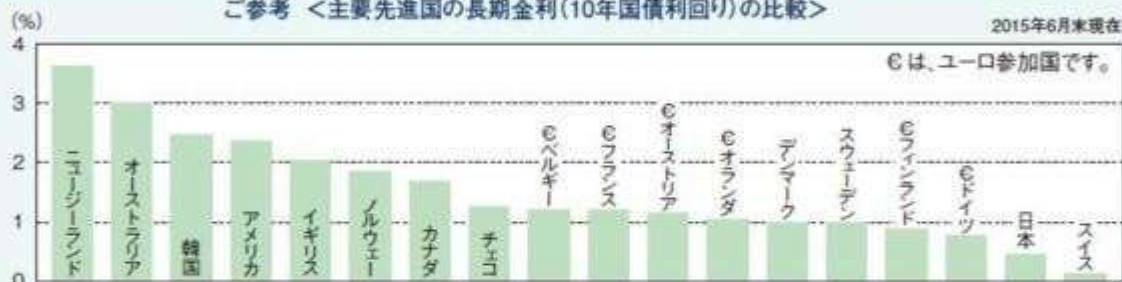 ご参考 <主要先進国の長期金利(10年国債利回り)の比較>
(%)
2015年6月末現在
€は、ユーロ参加国です。
4
3
2
1
0
ニュージーランド
オーストラリア
韓国
アメリカ
イギリス
ノルウェー
カナダ
チェコ
€ベルギー
€フランス
€オーストリア
€オランダ
デンマーク
スウェーデン
€フィンランド
€ドイツ
日本
スイス